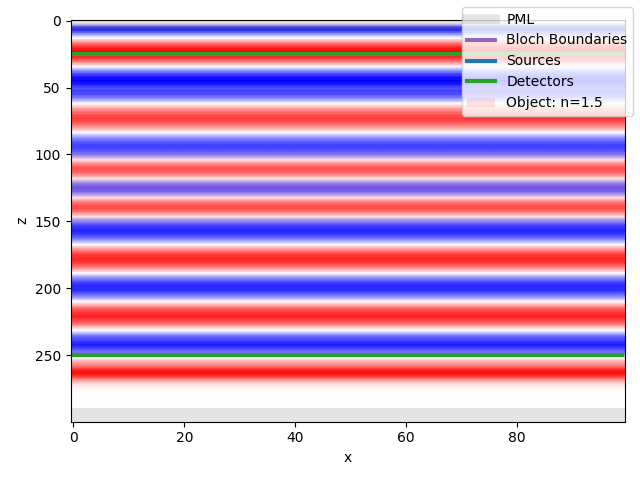 PML
Bloch Boundaries
Sources
Detectors
Object: n=1.5
0
50
100
150
200
250
z
0 20 40 60 80
x